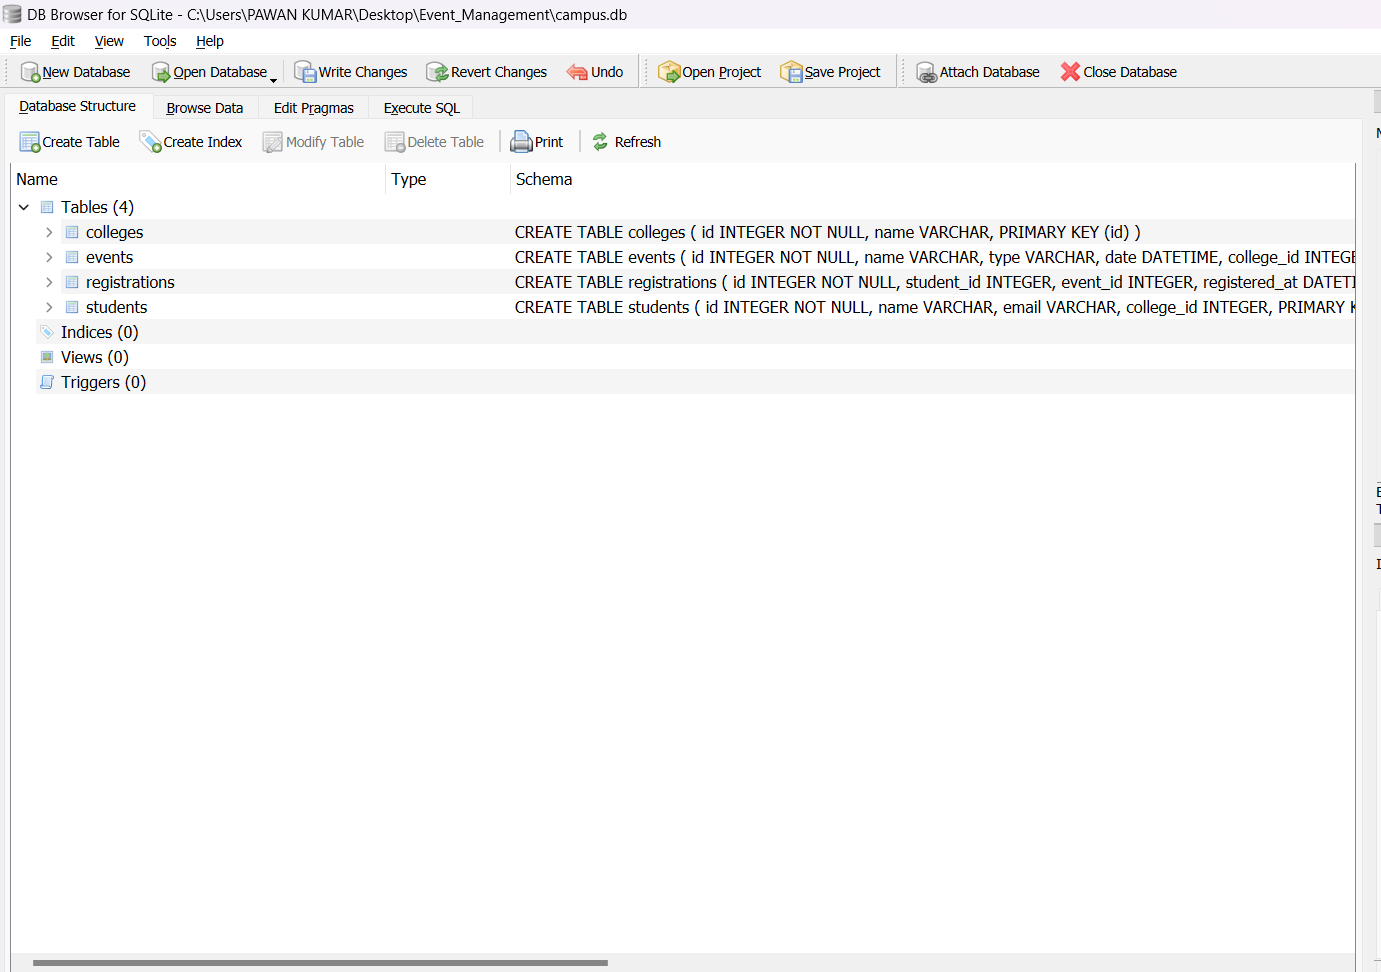 DB Browser for SQLite - C:\Users\PAWAN KUMAR\Desktop\Event_Management\campus.db
File Edit View Tools Help
New Database Open Database Write Changes Revert Changes Undo Open Project Save Project Attach Database Close Database
Database Structure Browse Data Edit Pragmas Execute SQL
Create Table Create Index Modify Table Delete Table Print Refresh
Name Type Schema
Tables (4)
colleges CREATE TABLE colleges ( id INTEGER NOT NULL, name VARCHAR, PRIMARY KEY (id) )
events CREATE TABLE events ( id INTEGER NOT NULL, name VARCHAR, type VARCHAR, date DATETIME, college_id INTEGE
registrations CREATE TABLE registrations ( id INTEGER NOT NULL, student_id INTEGER, event_id INTEGER, registered_at DATETI
students CREATE TABLE students ( id INTEGER NOT NULL, name VARCHAR, email VARCHAR, college_id INTEGER, PRIMARY K
Indices (0)
Views (0)
Triggers (0)